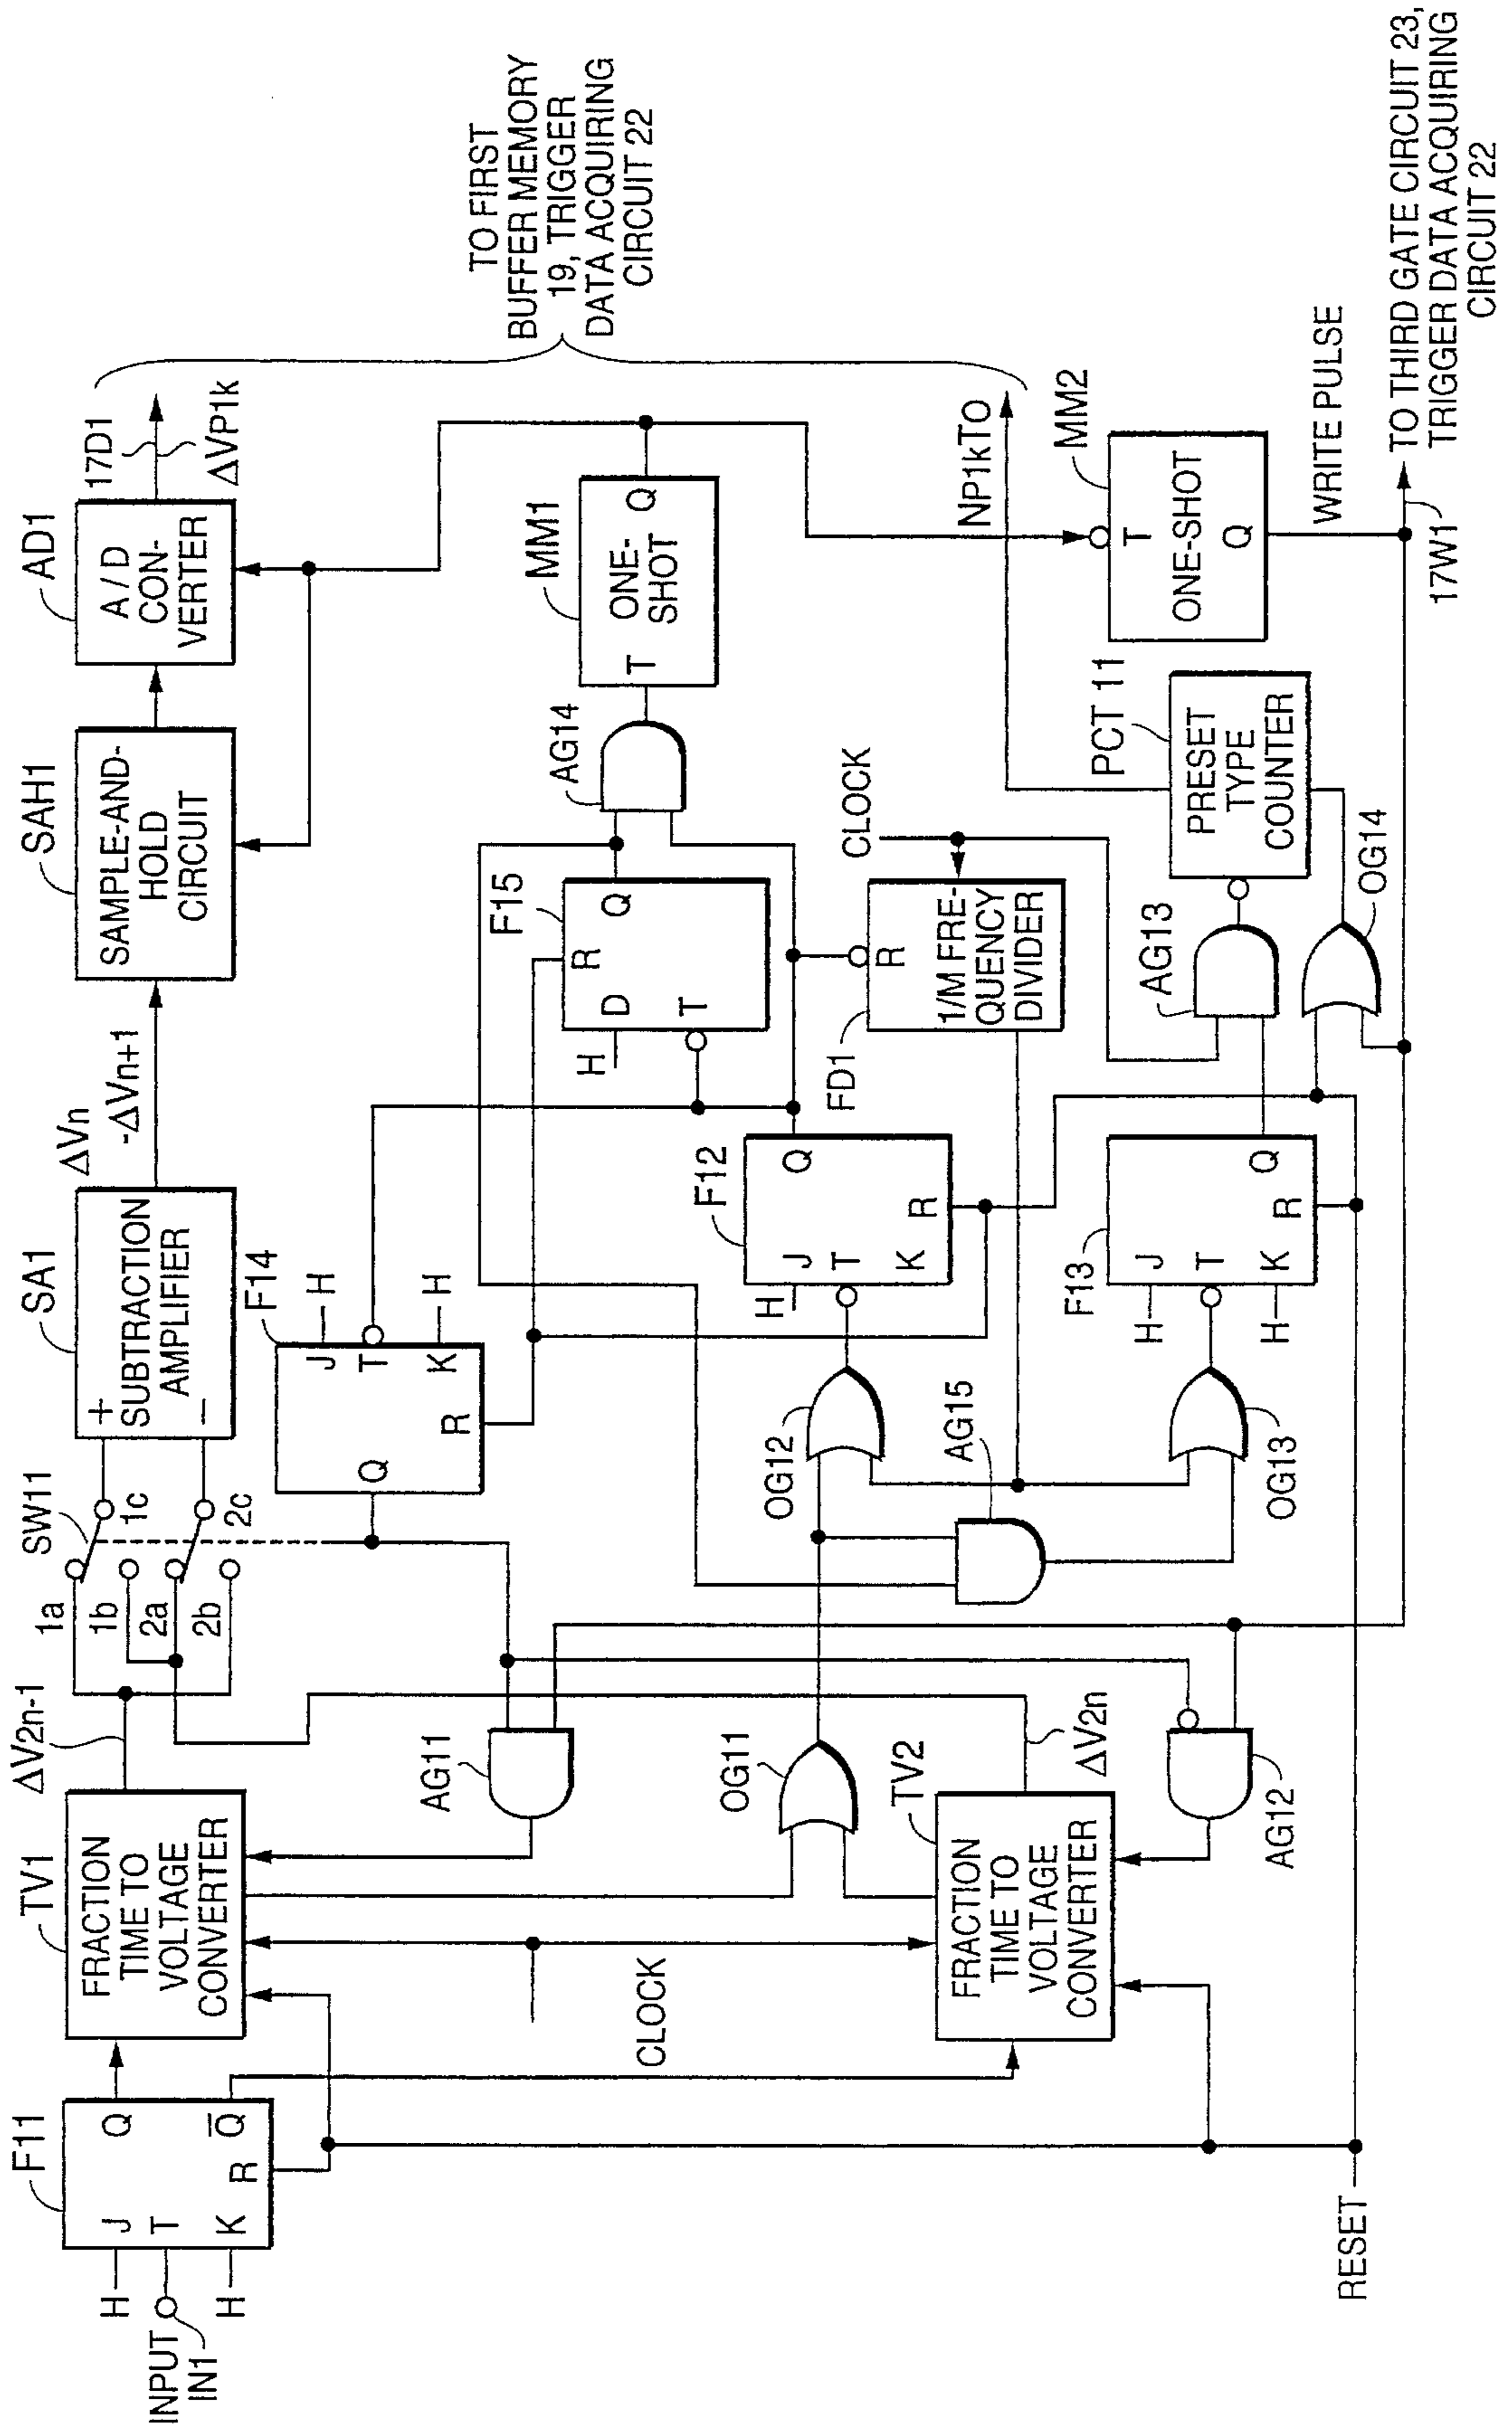 F11
J
T
K
Q
Q̅
R
H
H
INPUT
IN1
TV1
FRACTION
TIME TO
VOLTAGE
CONVERTER
ΔV2n-1
1a
1b
2a
2b
SW11
1c
2c
SA1
+
SUBTRACTION
AMPLIFIER
−
ΔVn
-ΔVn+1
SAH1
SAMPLE-AND-
HOLD
CIRCUIT
AD1
A/D
CON-
VERTER
17D1
ΔVP1k
TO FIRST
BUFFER MEMORY
19, TRIGGER
DATA ACQUIRING
CIRCUIT 22
F14
J
T
K
Q
R
H
H
AG11
CLOCK
OG11
TV2
FRACTION
TIME TO
VOLTAGE
CONVERTER
ΔV2n
AG12
RESET
F15
D
T
R
Q
H
AG14
MM1
ONE-
SHOT
T
Q
F12
J
T
K
Q
R
H
OG12
AG15
FD1
1/M FRE-
QUENCY
DIVIDER
R
CLOCK
F13
J
T
K
Q
R
H
H
OG13
AG13
OG14
PCT 11
PRESET
TYPE
COUNTER
NP1kTO
MM2
T
ONE-SHOT
Q
WRITE PULSE
17W1
TO THIRD GATE CIRCUIT 23,
TRIGGER DATA ACQUIRING
CIRCUIT 22